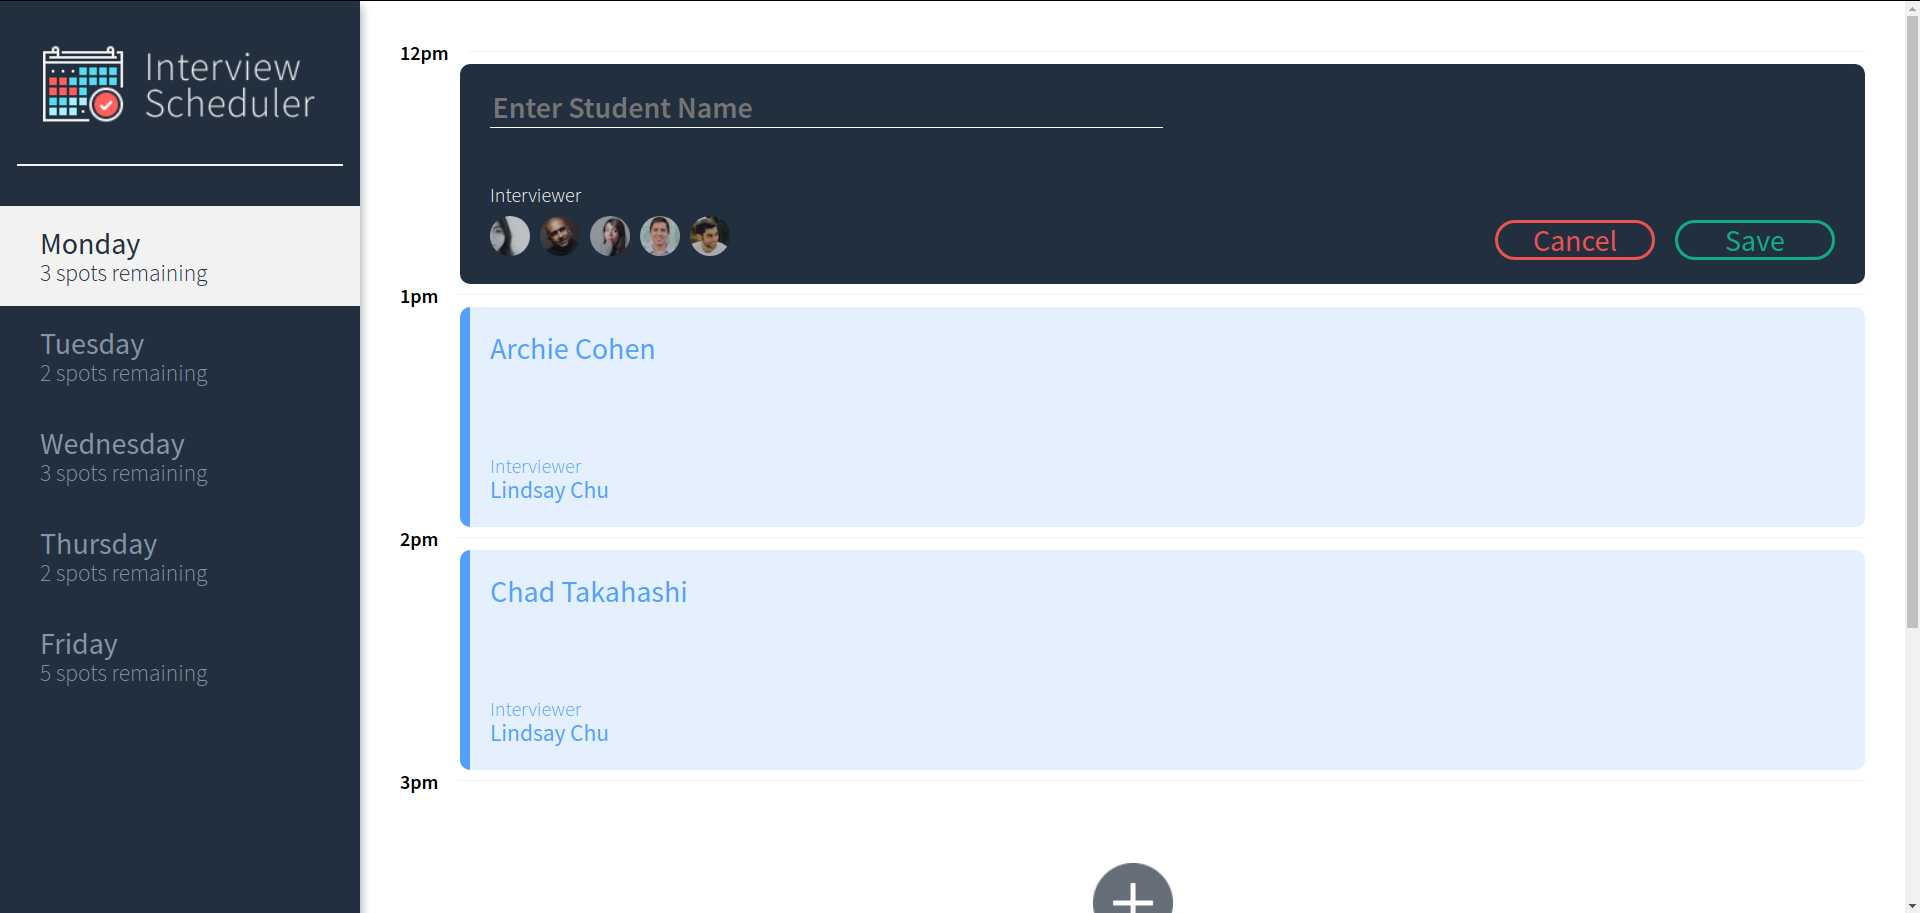 Interview
Scheduler
Monday
3 spots remaining
Tuesday
2 spots remaining
Wednesday
3 spots remaining
Thursday
2 spots remaining
Friday
5 spots remaining
12pm
Enter Student Name
Interviewer
Cancel
Save
1pm
Archie Cohen
Interviewer
Lindsay Chu
2pm
Chad Takahashi
Interviewer
Lindsay Chu
3pm